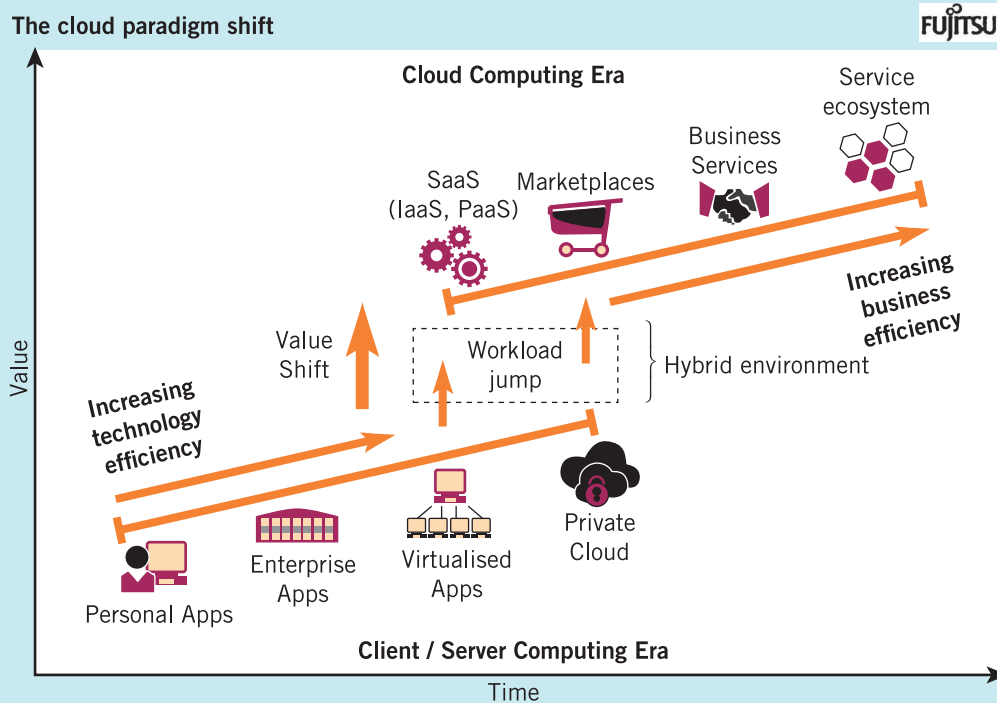 The cloud paradigm shift
FUJITSU
Cloud Computing Era
Service
ecosystem
Business
Services
Marketplaces
SaaS
(IaaS, PaaS)
Increasing
business
efficiency
Value
Shift
Workload
jump
Hybrid environment
Value
Increasing
technology
efficiency
Personal Apps
Enterprise
Apps
Virtualised
Apps
Private
Cloud
Client / Server Computing Era
Time